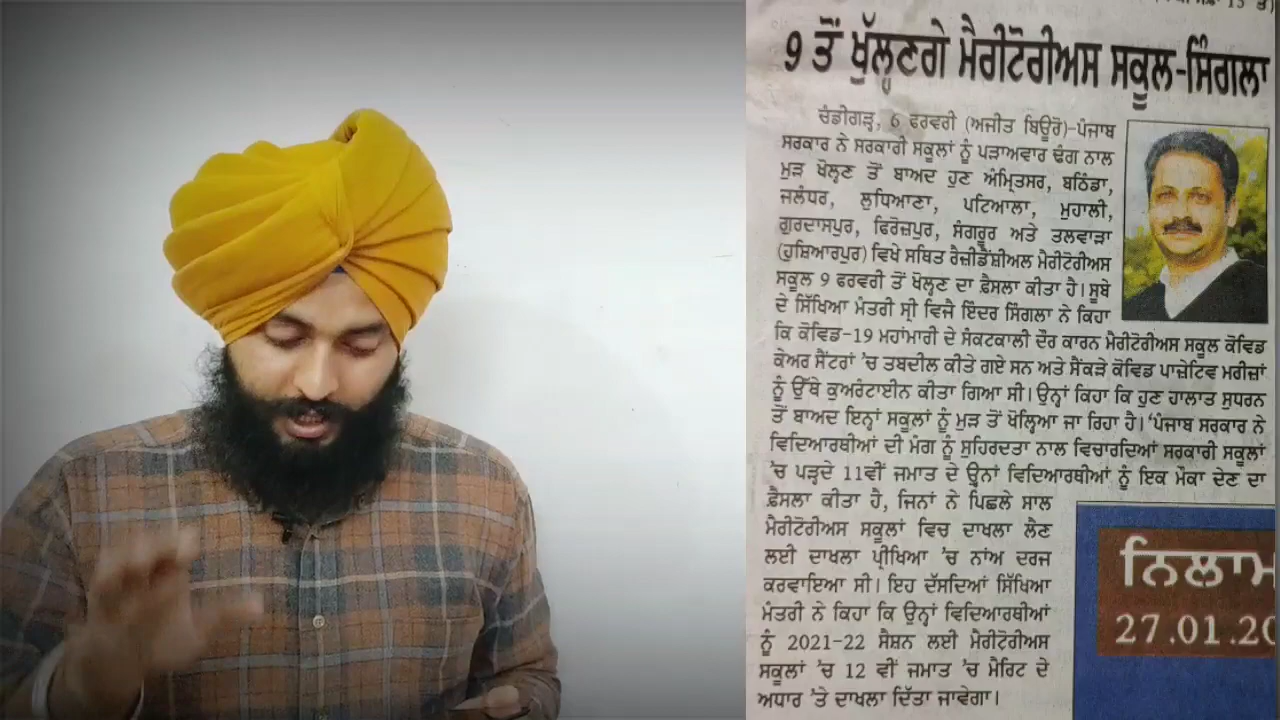 9 ਤੋਂ ਖੁੱਲ੍ਹਣਗੇ ਮੈਰੀਟੋਰੀਅਸ ਸਕੂਲ-ਸਿੰਗਲਾ
ਚੰਡੀਗੜ੍ਹ, 6 ਫਰਵਰੀ (ਅਜੀਤ ਬਿਊਰੋ)-ਪੰਜਾਬ
ਸਰਕਾਰ ਨੇ ਸਰਕਾਰੀ ਸਕੂਲਾਂ ਨੂੰ ਪੜਾਅਵਾਰ ਢੰਗ ਨਾਲ
ਮੁੜ ਖੋਲ੍ਹਣ ਤੋਂ ਬਾਅਦ ਹੁਣ ਅੰਮ੍ਰਿਤਸਰ, ਬਠਿੰਡਾ,
ਜਲੰਧਰ, ਲੁਧਿਆਣਾ, ਪਟਿਆਲਾ, ਮੁਹਾਲੀ,
ਗੁਰਦਾਸਪੁਰ, ਫਿਰੋਜ਼ਪੁਰ, ਸੰਗਰੂਰ ਅਤੇ ਤਲਵਾੜਾ
(ਹੁਸ਼ਿਆਰਪੁਰ) ਵਿਖੇ ਸਥਿਤ ਰੈਜ਼ੀਡੈਂਸ਼ੀਅਲ ਮੈਰੀਟੋਰੀਅਸ
ਸਕੂਲ 9 ਫਰਵਰੀ ਤੋਂ ਖੋਲ੍ਹਣ ਦਾ ਫ਼ੈਸਲਾ ਕੀਤਾ ਹੈ। ਸੂਬੇ
ਦੇ ਸਿੱਖਿਆ ਮੰਤਰੀ ਸ੍ਰੀ ਵਿਜੈ ਇੰਦਰ ਸਿੰਗਲਾ ਨੇ ਕਿਹਾ
ਕਿ ਕੋਵਿਡ-19 ਮਹਾਂਮਾਰੀ ਦੇ ਸੰਕਟਕਾਲੀ ਦੌਰ ਕਾਰਨ ਮੈਰੀਟੋਰੀਅਸ ਸਕੂਲ ਕੋਵਿਡ
ਕੇਅਰ ਸੈਂਟਰਾਂ 'ਚ ਤਬਦੀਲ ਕੀਤੇ ਗਏ ਸਨ ਅਤੇ ਸੈਂਕੜੇ ਕੋਵਿਡ ਪਾਜ਼ੇਟਿਵ ਮਰੀਜ਼ਾਂ
ਨੂੰ ਉੱਥੇ ਕੁਅਰੰਟਾਈਨ ਕੀਤਾ ਗਿਆ ਸੀ। ਉਨ੍ਹਾਂ ਕਿਹਾ ਕਿ ਹੁਣ ਹਾਲਾਤ ਸੁਧਰਨ
ਤੋਂ ਬਾਅਦ ਇਨ੍ਹਾਂ ਸਕੂਲਾਂ ਨੂੰ ਮੁੜ ਤੋਂ ਖੋਲ੍ਹਿਆ ਜਾ ਰਿਹਾ ਹੈ। 'ਪੰਜਾਬ ਸਰਕਾਰ ਨੇ
ਵਿਦਿਆਰਥੀਆਂ ਦੀ ਮੰਗ ਨੂੰ ਸੁਹਿਰਦਤਾ ਨਾਲ ਵਿਚਾਰਦਿਆਂ ਸਰਕਾਰੀ ਸਕੂਲਾਂ
'ਚ ਪੜ੍ਹਦੇ 11ਵੀਂ ਜਮਾਤ ਦੇ ਉਨ੍ਹਾਂ ਵਿਦਿਆਰਥੀਆਂ ਨੂੰ ਇਕ ਮੌਕਾ ਦੇਣ ਦਾ
ਫ਼ੈਸਲਾ ਕੀਤਾ ਹੈ, ਜਿਨਾਂ ਨੇ ਪਿਛਲੇ ਸਾਲ
ਮੈਰੀਟੋਰੀਅਸ ਸਕੂਲਾਂ ਵਿਚ ਦਾਖਲਾ ਲੈਣ
ਲਈ ਦਾਖਲਾ ਪ੍ਰੀਖਿਆ 'ਚ ਨਾਂਅ ਦਰਜ
ਕਰਵਾਇਆ ਸੀ। ਇਹ ਦੱਸਦਿਆਂ ਸਿੱਖਿਆ
ਮੰਤਰੀ ਨੇ ਕਿਹਾ ਕਿ ਉਨ੍ਹਾਂ ਵਿਦਿਆਰਥੀਆਂ
ਨੂੰ 2021-22 ਸੈਸ਼ਨ ਲਈ ਮੈਰੀਟੋਰੀਅਸ
ਸਕੂਲਾਂ 'ਚ 12 ਵੀਂ ਜਮਾਤ 'ਚ ਮੈਰਿਟ ਦੇ
ਅਧਾਰ 'ਤੇ ਦਾਖਲਾ ਦਿੱਤਾ ਜਾਵੇਗਾ।
27.01.20